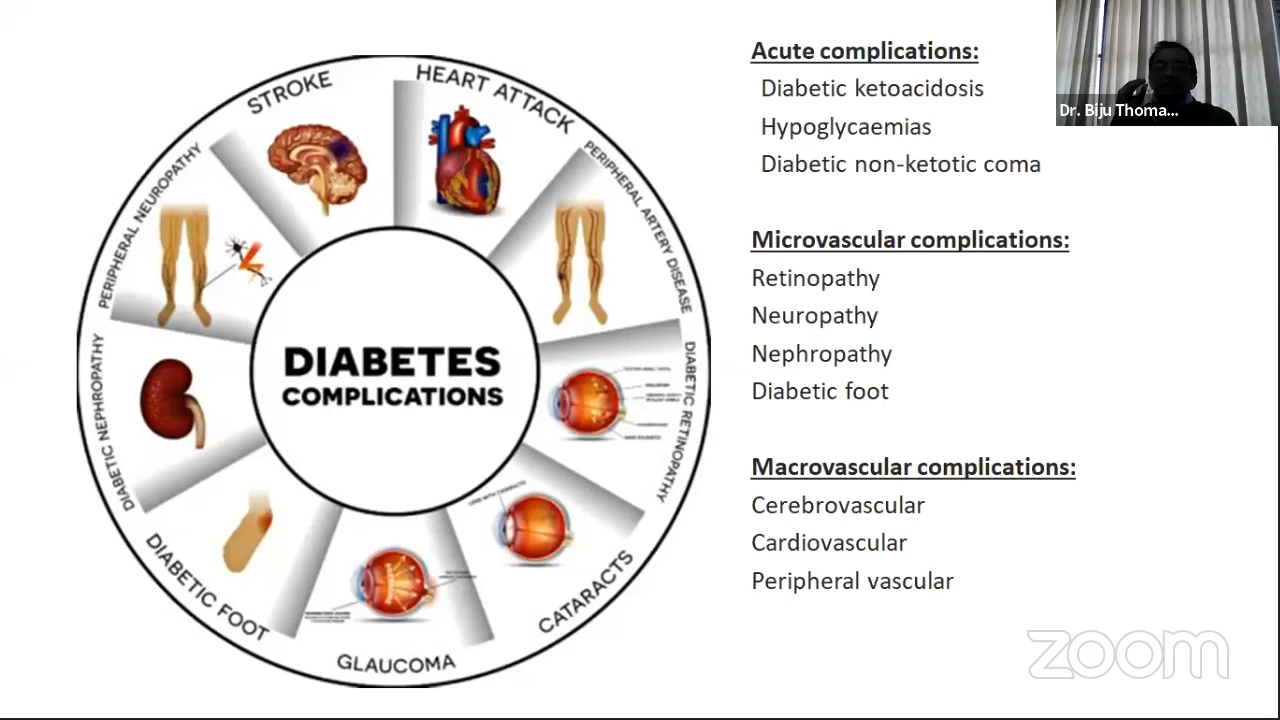 STROKE
HEART ATTACK
PERIPHERAL ARTERY DISEASE
DIABETIC RETINOPATHY
CATARACTS
GLAUCOMA
DIABETIC FOOT
DIABETIC NEPHROPATHY
PERIPHERAL NEUROPATHY
DIABETES
COMPLICATIONS
Acute complications:
Diabetic ketoacidosis
Hypoglycaemias
Diabetic non-ketotic coma
Microvascular complications:
Retinopathy
Neuropathy
Nephropathy
Diabetic foot
Macrovascular complications:
Cerebrovascular
Cardiovascular
Peripheral vascular
Dr. Biju Thoma...
zoom